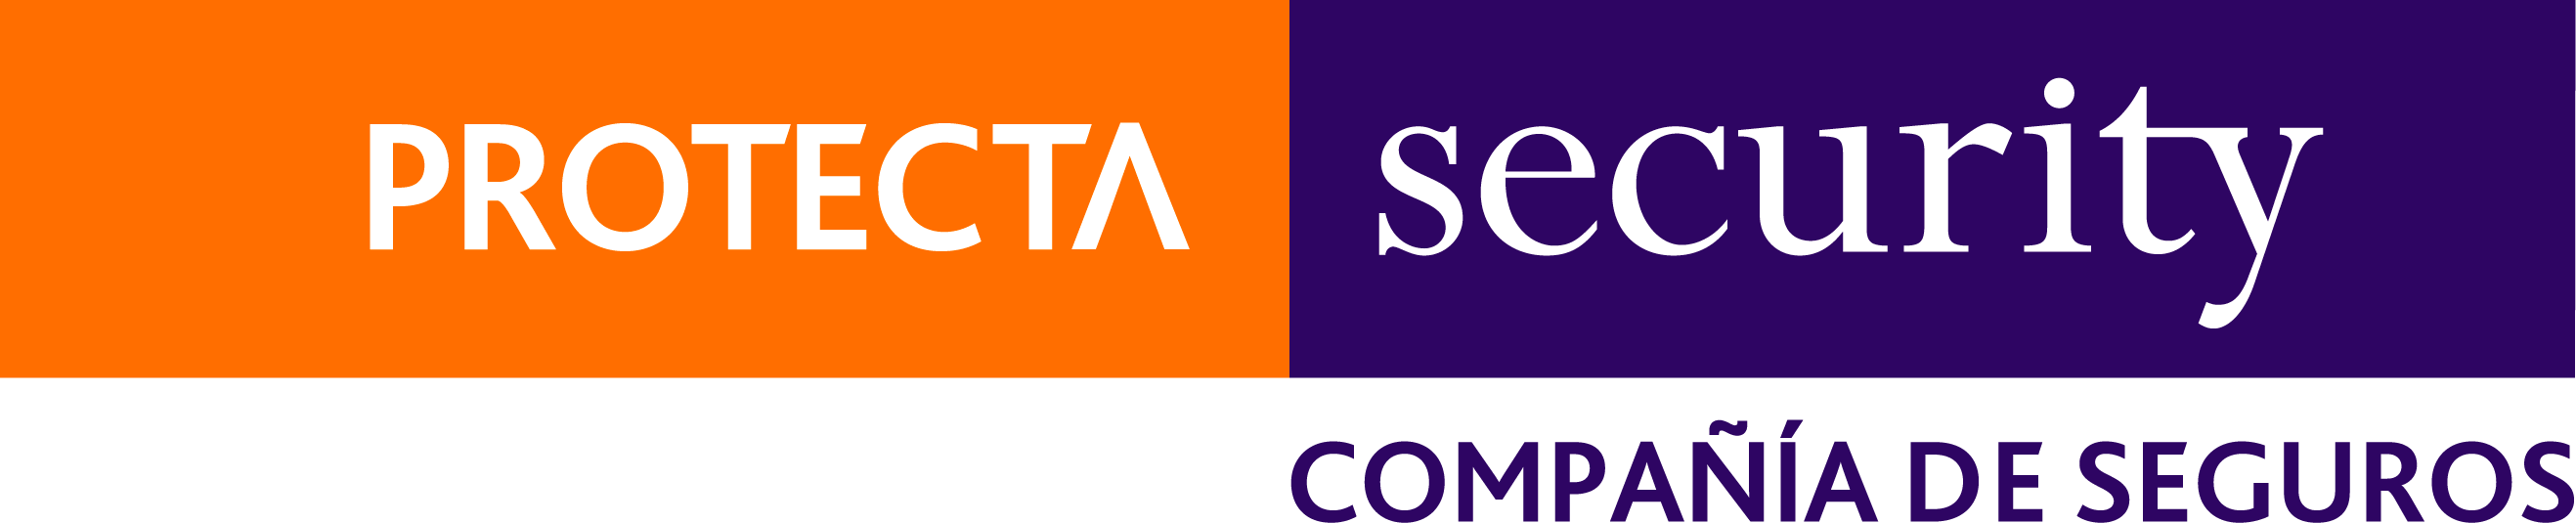 PROTECTA security
COMPAÑÍA DE SEGUROS